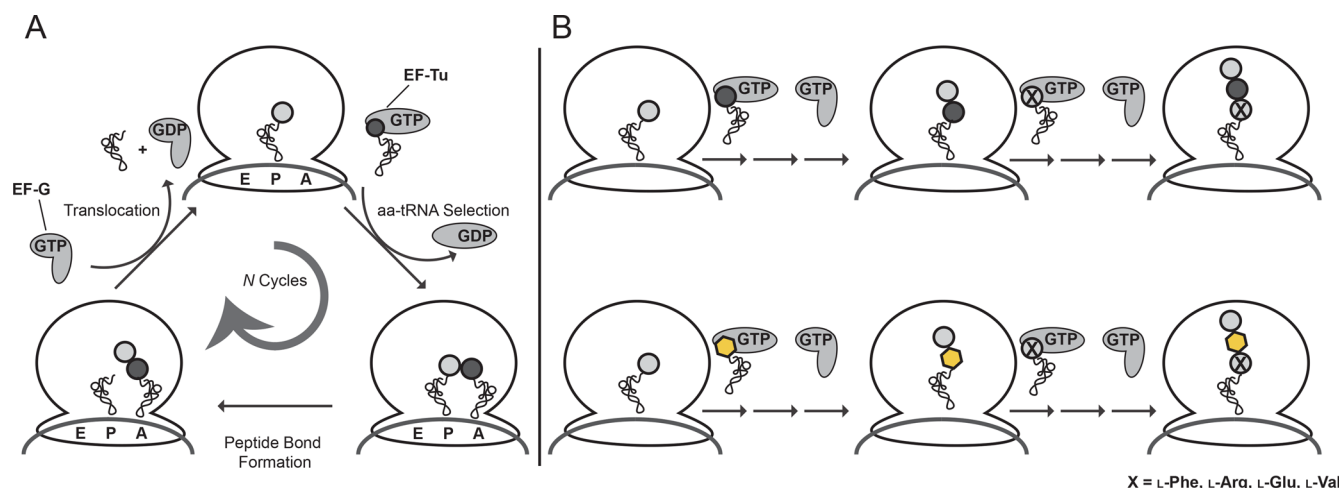 A
EF-Tu
GTP
GDP
+
E P A
EF-G
GTP
Translocation
aa-tRNA Selection
GDP
N Cycles
E P A
E P A
Peptide Bond
Formation
B
GTP
GTP
X
GTP
GTP
X
GTP
GTP
X
GTP
GTP
X
X = L-Phe, L-Arg, L-Glu, L-Val